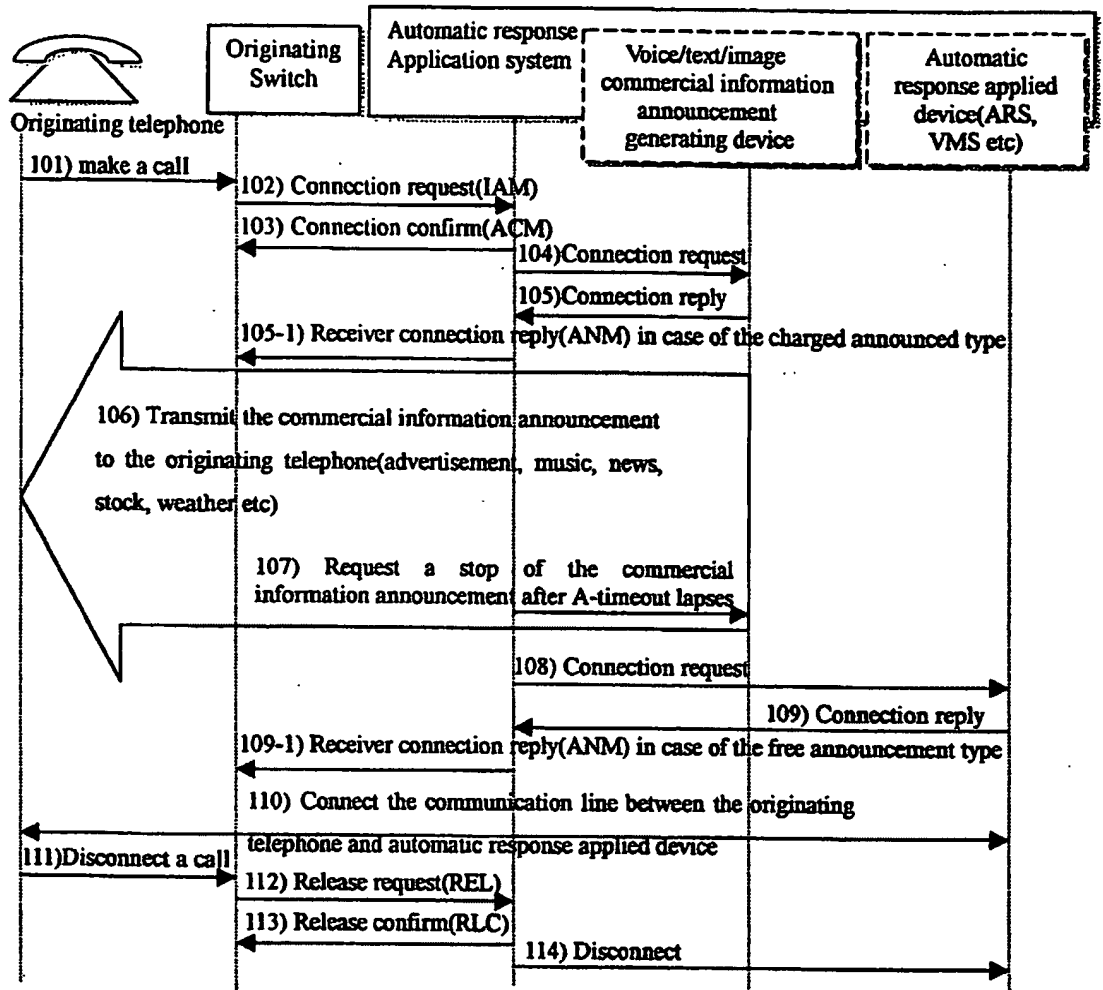 Originating telephone
Originating
Switch
Automatic response
Application system
Voice/text/image
commercial information
announcement
generating device
Automatic
response applied
device(ARS,
VMS etc)
101) make a call
102) Connection request(IAM)
103) Connection confirm(ACM)
104)Connection request
105)Connection reply
105-1) Receiver connection reply(ANM) in case of the charged announced type
106) Transmit the commercial information announcement
to the originating telephone(advertisement, music, news,
stock, weather etc)
107) Request a stop of the commercial
information announcement after A-timeout lapses
108) Connection request
109) Connection reply
109-1) Receiver connection reply(ANM) in case of the free announcement type
110) Connect the communication line between the originating
telephone and automatic response applied device
111)Disconnect a call
112) Release request(REL)
113) Release confirm(RLC)
114) Disconnect